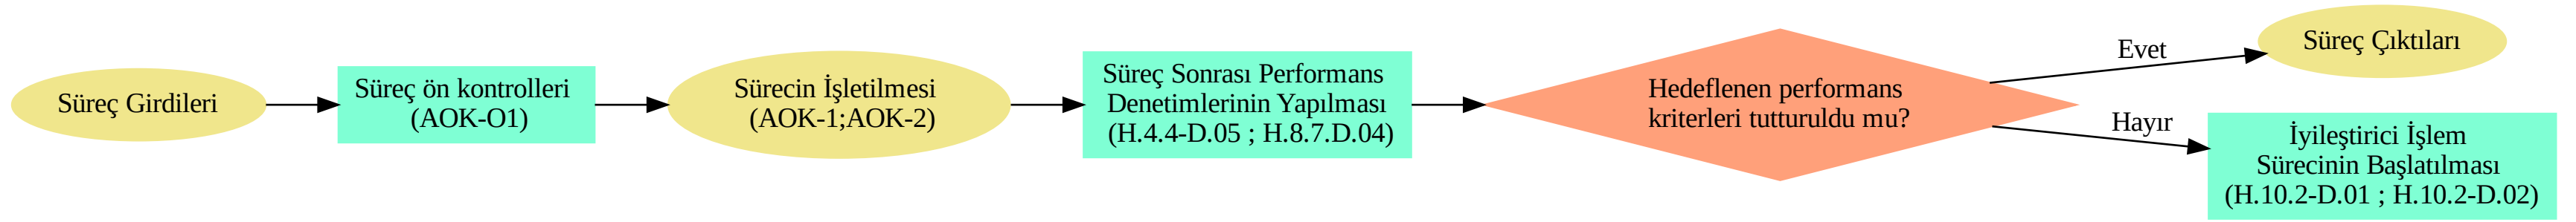 Süreç Girdileri
Süreç ön kontrolleri
(AOK-O1)
Sürecin İşletilmesi
(AOK-1;AOK-2)
Süreç Sonrası Performans
Denetimlerinin Yapılması
(H.4.4-D.05 ; H.8.7.D.04)
Hedeflenen performans
kriterleri tutturuldu mu?
Evet
Süreç Çıktıları
Hayır
İyileştirici İşlem
Sürecinin Başlatılması
(H.10.2-D.01 ; H.10.2-D.02)